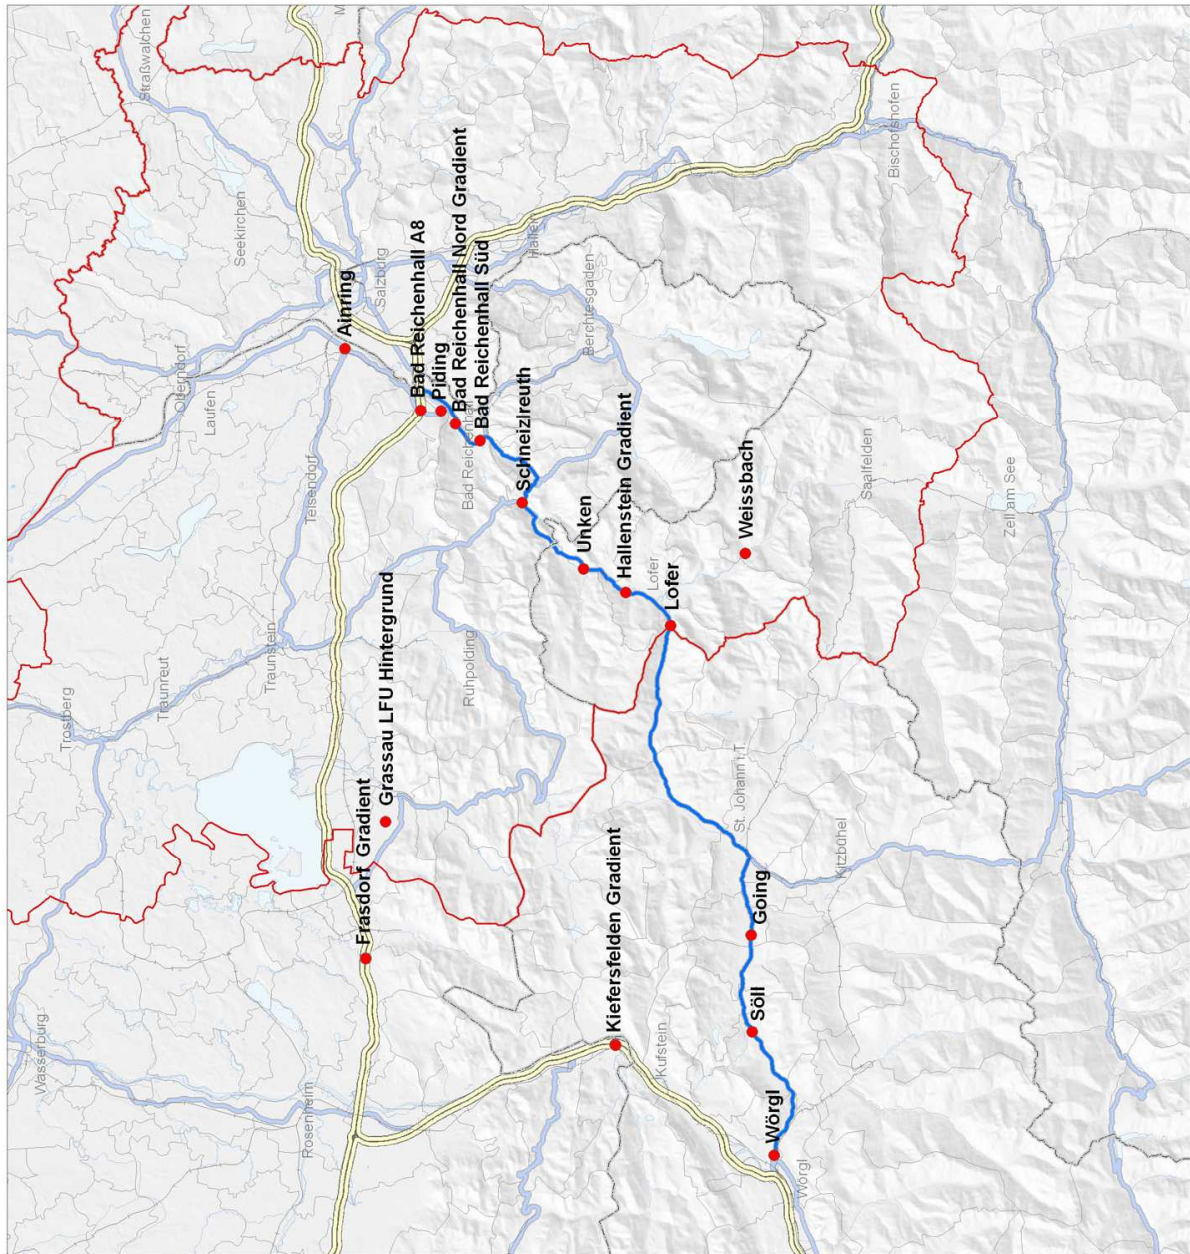 Wasserburg
Trostberg
Straßwalchen
Traunreut
Oberndorf
Laufen
Seekirchen
Traunstein
Rosenheim
Teisendorf
Ainring
Frasdorf Gradient
Salzburg
Grassau LFU Hintergrund
Bad Reichenhall A8
Piding
Bad Reichenhall Nord Gradient
Bad Reichenhall
Ruhpolding
Bad Reichenhall Süd
Schneizlreuth
Hallein
Unken
Berchtesgaden
Kiefersfelden Gradient
Hallenstein Gradient
Lofer
Kufstein
Lofer
St. Johann i.T.
Weissbach
Söll
Going
Wörgl
Wörgl
Kitzbühel
Saalfelden
Bischofshofen
Zell am See